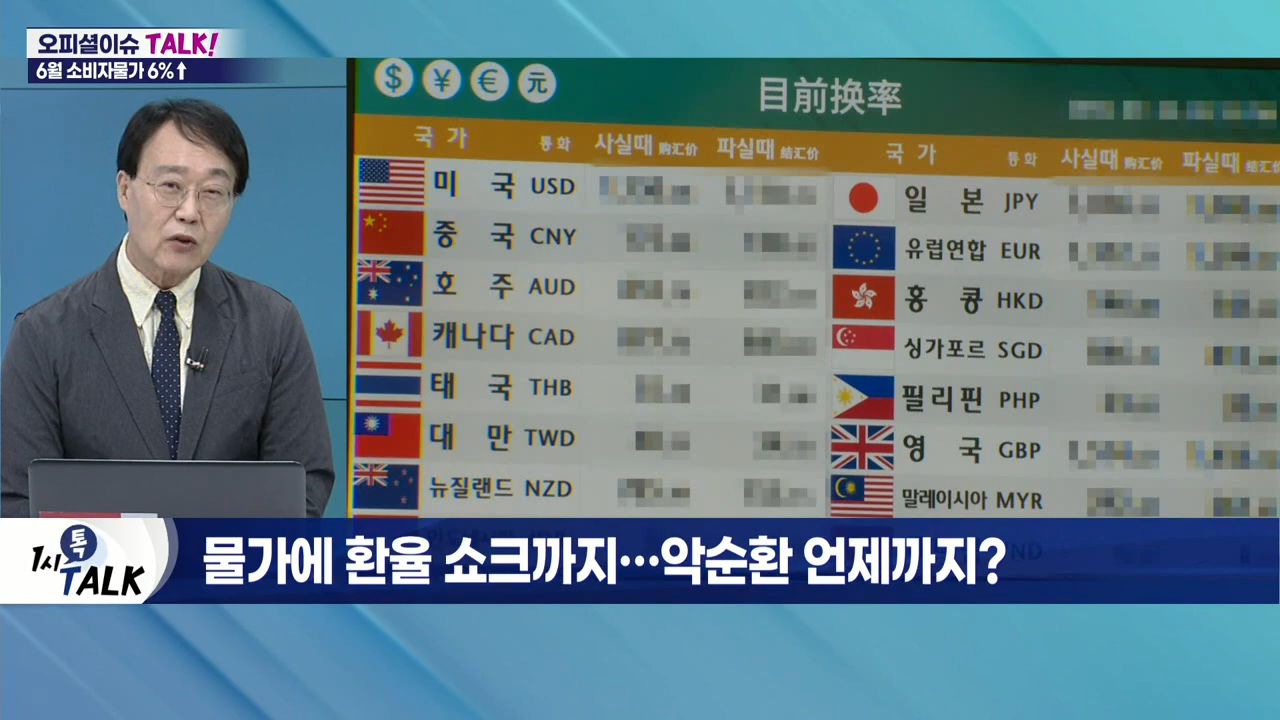 오피셜이슈 TALK!
6월 소비자물가 6%↑
$ ¥ € 元
目前换率
국 가 통화 사실때 购汇价 파실때 结汇价 국 가 통화 사실때 购汇价 파실때 结汇价
미 국 USD 일 본 JPY
중 국 CNY 유럽연합 EUR
호 주 AUD 홍 콩 HKD
캐나다 CAD 싱가포르 SGD
태 국 THB 필리핀 PHP
대 만 TWD 영 국 GBP
뉴질랜드 NZD 말레이시아 MYR
1시 톡 TALK
물가에 환율 쇼크까지…악순환 언제까지?